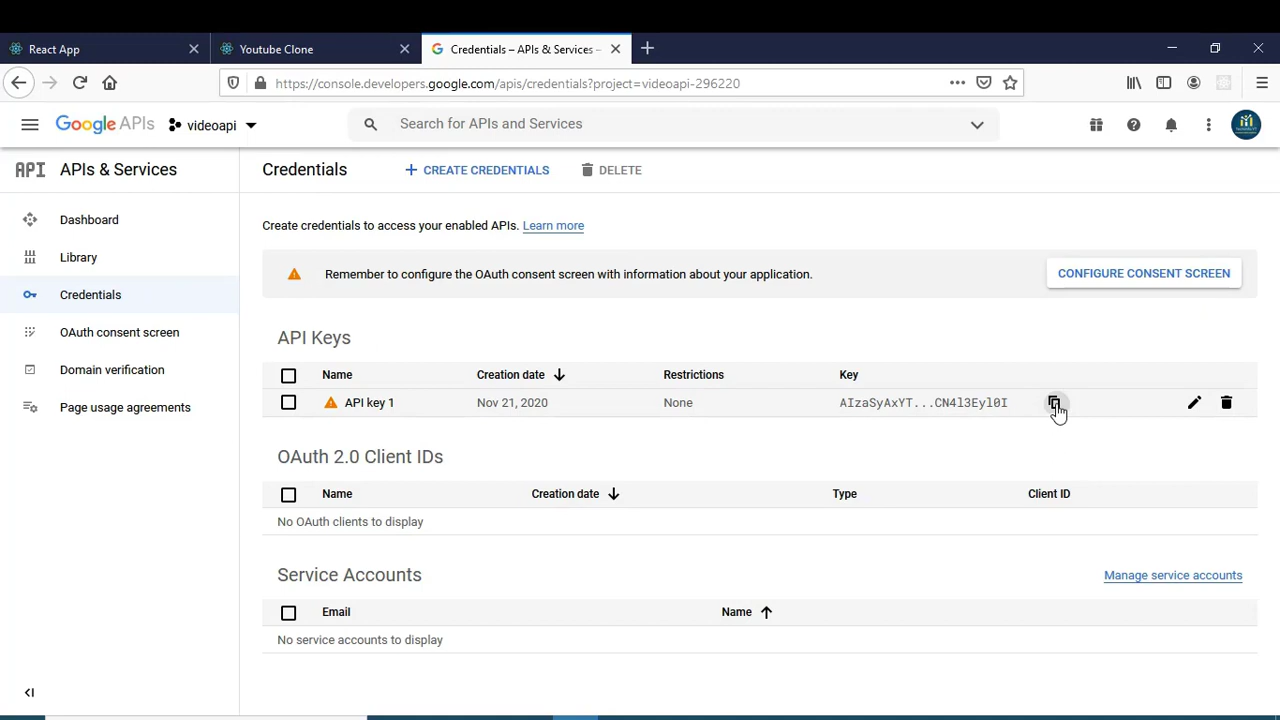 React App
Youtube Clone
Credentials – APIs & Services –
https://console.developers.google.com/apis/credentials?project=videoapi-296220
Google APIs
videoapi
Search for APIs and Services
API APIs & Services
Credentials
CREATE CREDENTIALS
DELETE
Dashboard
Library
Credentials
OAuth consent screen
Domain verification
Page usage agreements
Create credentials to access your enabled APIs. Learn more
Remember to configure the OAuth consent screen with information about your application.
CONFIGURE CONSENT SCREEN
API Keys
Name Creation date Restrictions Key
API key 1 Nov 21, 2020 None AIzaSyAxYT...CN4l3Eyl0I
OAuth 2.0 Client IDs
Name Creation date Type Client ID
No OAuth clients to display
Service Accounts
Manage service accounts
Email Name
No service accounts to display